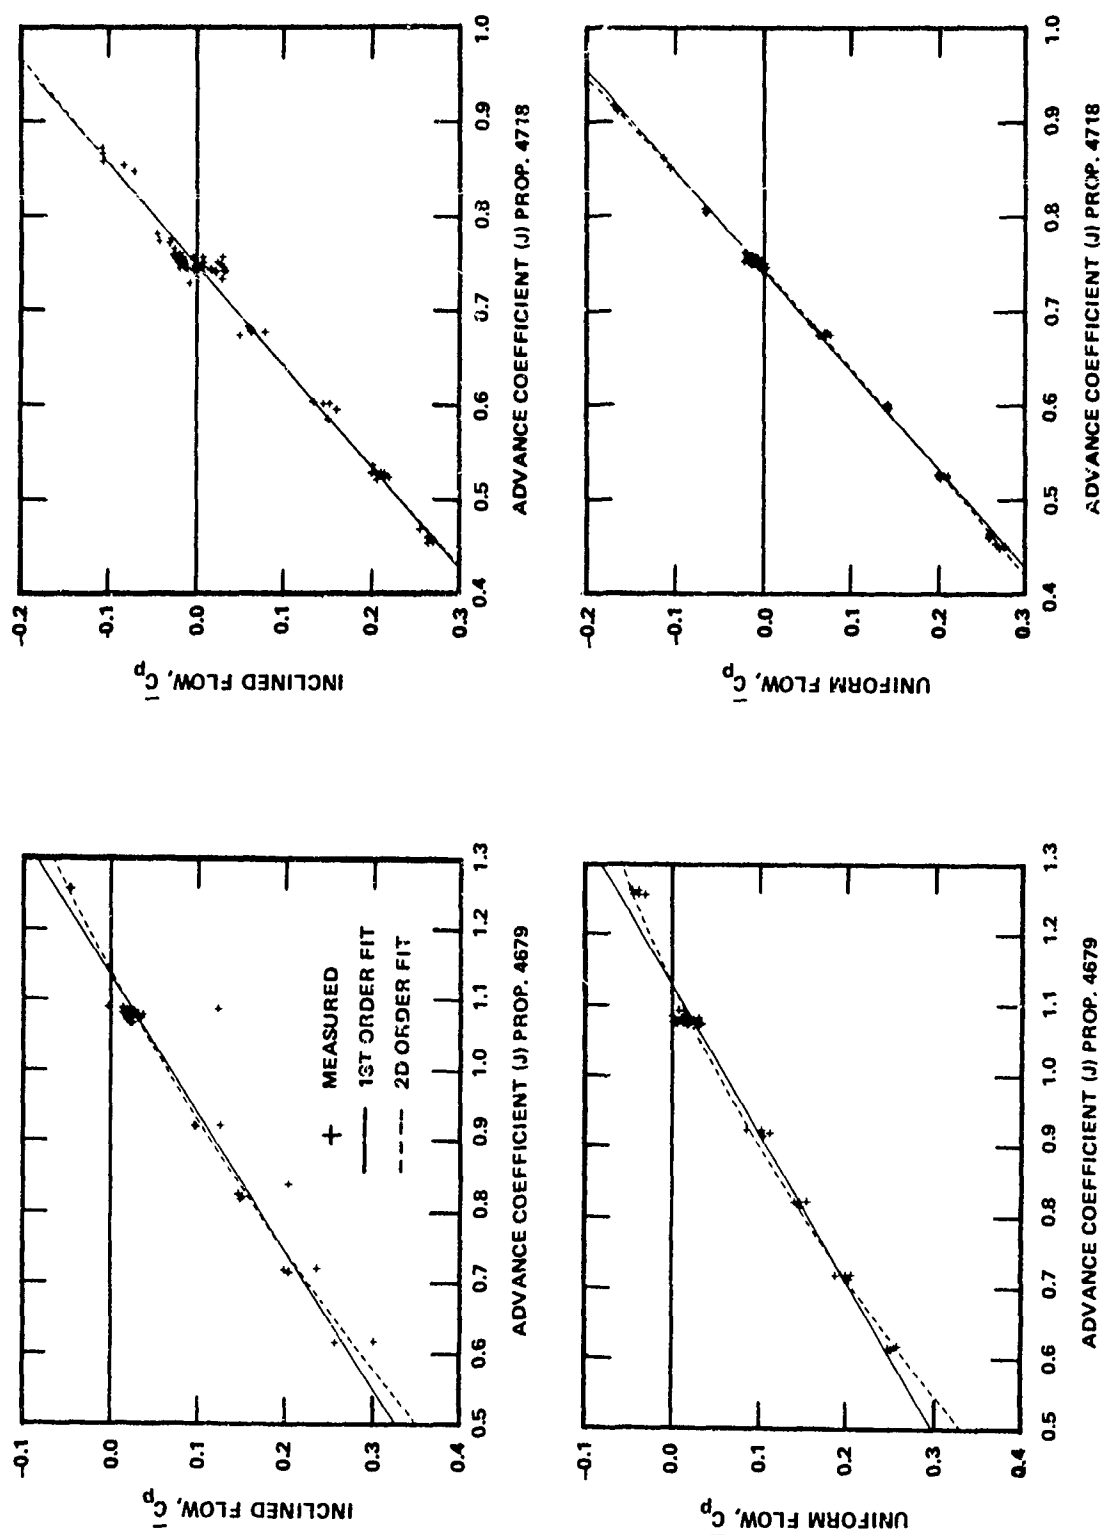 INCLINED FLOW, C̄p
-0.1
0.0
0.1
0.2
0.3
0.4
0.5 0.6 0.7 0.8 0.9 1.0 1.1 1.2 1.3
ADVANCE COEFFICIENT (J) PROP. 4679
MEASURED
1ST ORDER FIT
2D ORDER FIT
INCLINED FLOW, C̄p
-0.2
-0.1
0.0
0.1
0.2
0.3
0.4 0.5 0.6 0.7 0.8 0.9 1.0
ADVANCE COEFFICIENT (J) PROP. 4718
UNIFORM FLOW, C̄p
-0.1
0.0
0.1
0.2
0.3
0.4
0.5 0.6 0.7 0.8 0.9 1.0 1.1 1.2 1.3
ADVANCE COEFFICIENT (J) PROP. 4679
UNIFORM FLOW, C̄p
-0.2
-0.1
0.0
0.1
0.2
0.3
0.4 0.5 0.6 0.7 0.8 0.9 1.0
ADVANCE COEFFICIENT (J) PROP. 4718